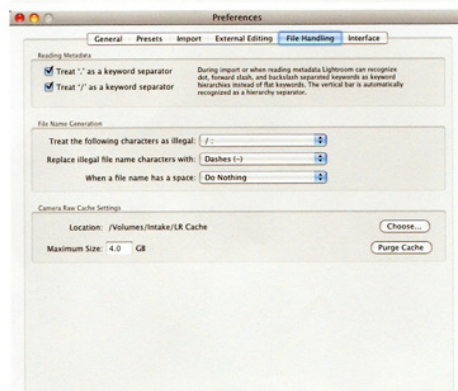 Preferences
General Presets Import External Editing File Handling Interface
Reading Metadata
Treat '.' as a keyword separator
Treat '/' as a keyword separator
During import or when reading metadata Lightroom can recognize
dot, forward slash, and backslash separated keywords as keyword
hierarchies instead of flat keywords. The vertical bar is automatically
recognized as a hierarchy separator.
File Name Generation
Treat the following characters as illegal: / :
Replace illegal file name characters with: Dashes (-)
When a file name has a space: Do Nothing
Camera Raw Cache Settings
Location: /Volumes/Intake/LR Cache
Choose...
Maximum Size: 4.0 GB
Purge Cache